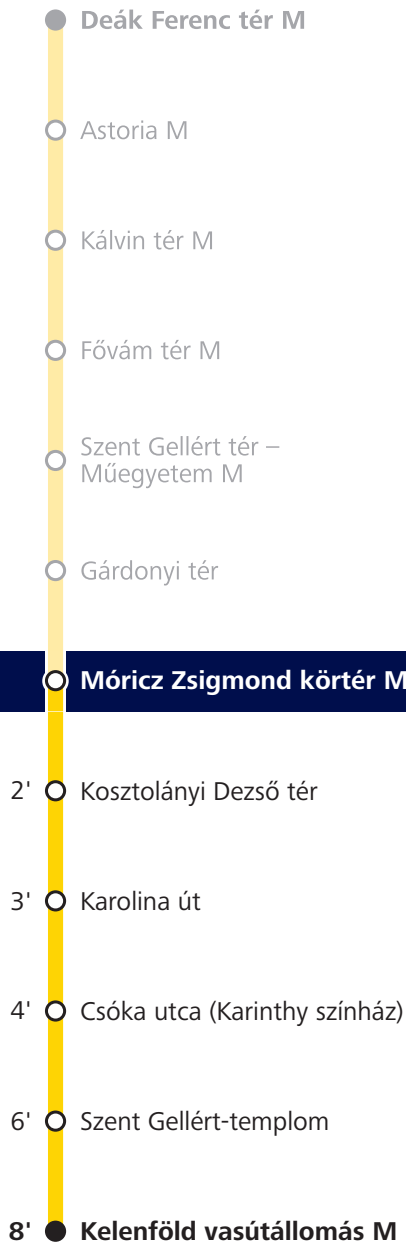 Deák Ferenc tér M
Astoria M
Kálvin tér M
Fővám tér M
Szent Gellért tér –
Műegyetem M
Gárdonyi tér
Móricz Zsigmond körtér M
2' Kosztolányi Dezső tér
3' Karolina út
4' Csóka utca (Karinthy színház)
6' Szent Gellért-templom
8' Kelenföld vasútállomás M